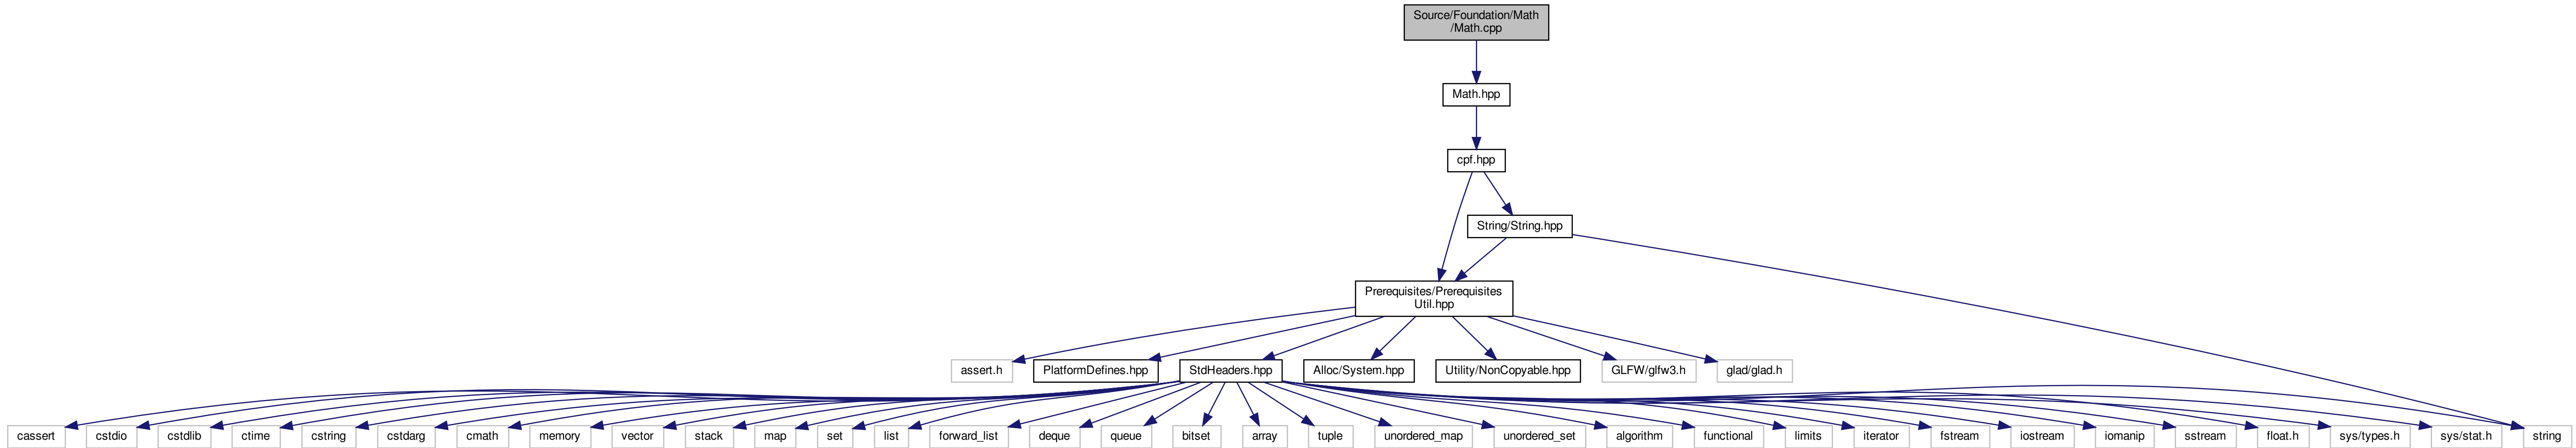 Source/Foundation/Math
/Math.cpp
Math.hpp
cpf.hpp
String/String.hpp
Prerequisites/Prerequisites
Util.hpp
assert.h
PlatformDefines.hpp
StdHeaders.hpp
Alloc/System.hpp
Utility/NonCopyable.hpp
GLFW/glfw3.h
glad/glad.h
cassert
cstdio
cstdlib
ctime
cstring
cstdarg
cmath
memory
vector
stack
map
set
list
forward_list
deque
queue
bitset
array
tuple
unordered_map
unordered_set
algorithm
functional
limits
iterator
fstream
iostream
iomanip
sstream
float.h
sys/types.h
sys/stat.h
string